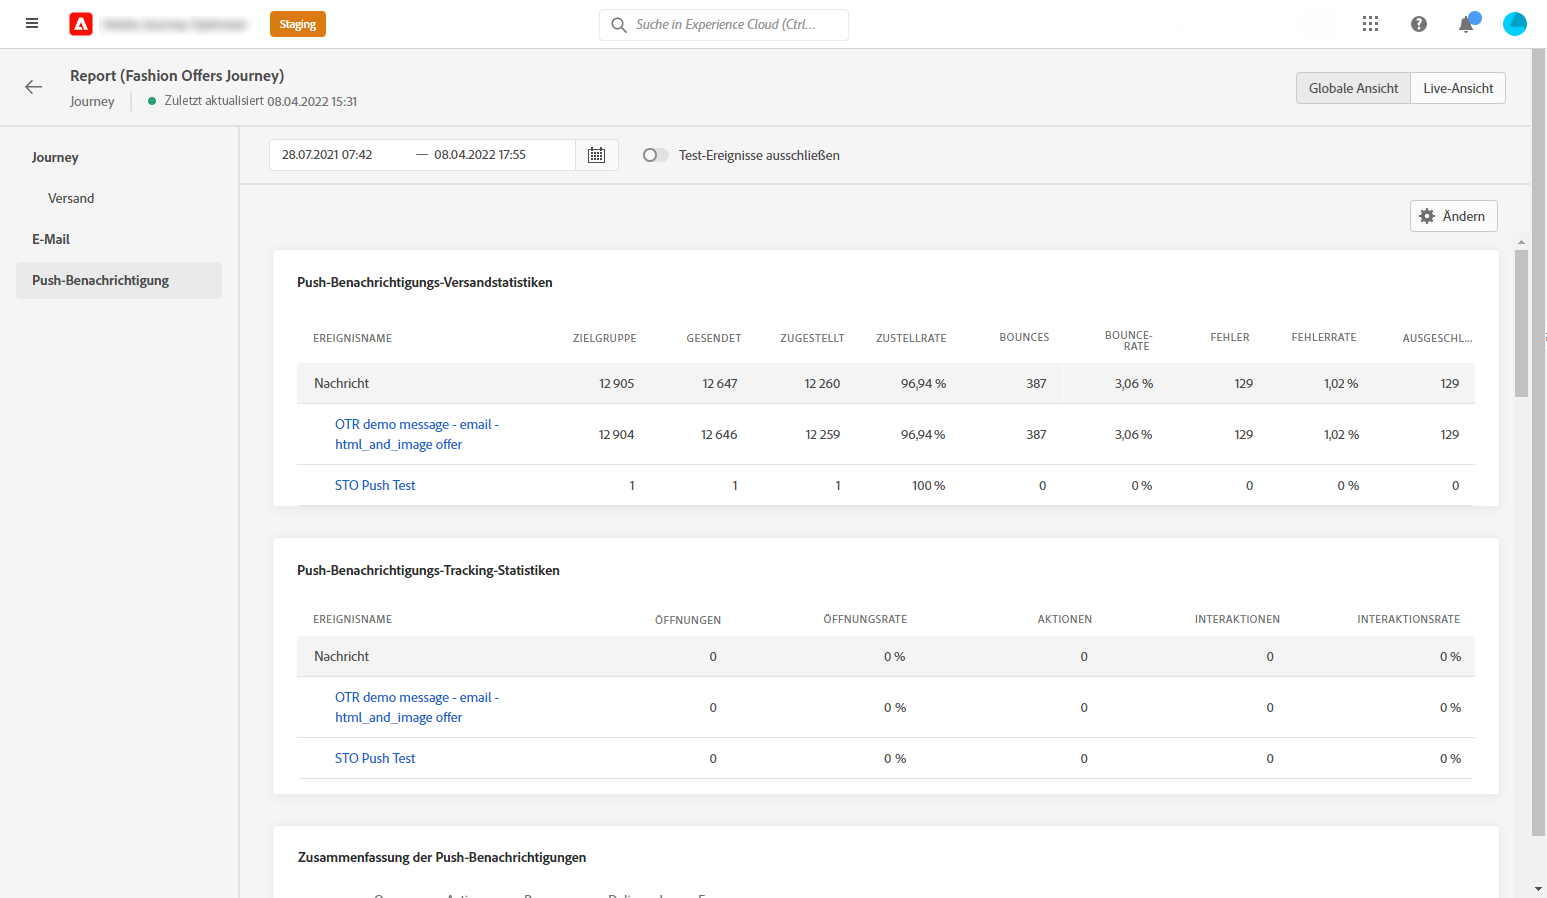 Staging
Suche in Experience Cloud (Ctrl...
Report (Fashion Offers Journey)
Journey
Zuletzt aktualisiert 08.04.2022 15:31
Globale Ansicht
Live-Ansicht
Journey
Versand
E-Mail
Push-Benachrichtigung
28.07.2021 07:42 — 08.04.2022 17:55
Test-Ereignisse ausschließen
Ändern
Push-Benachrichtigungs-Versandstatistiken
EREIGNISNAME ZIELGRUPPE GESENDET ZUGESTELLT ZUSTELLRATE BOUNCES BOUNCE-
RATE FEHLER FEHLERRATE AUSGESCHL...
Nachricht 12 905 12 647 12 260 96,94 % 387 3,06 % 129 1,02 % 129
OTR demo message - email -
html_and_image offer 12 904 12 646 12 259 96,94 % 387 3,06 % 129 1,02 % 129
STO Push Test 1 1 1 100 % 0 0 % 0 0 % 0
Push-Benachrichtigungs-Tracking-Statistiken
EREIGNISNAME ÖFFNUNGEN ÖFFNUNGSRATE AKTIONEN INTERAKTIONEN INTERAKTIONSRATE
Nachricht 0 0 % 0 0 0 %
OTR demo message - email -
html_and_image offer 0 0 % 0 0 0 %
STO Push Test 0 0 % 0 0 0 %
Zusammenfassung der Push-Benachrichtigungen